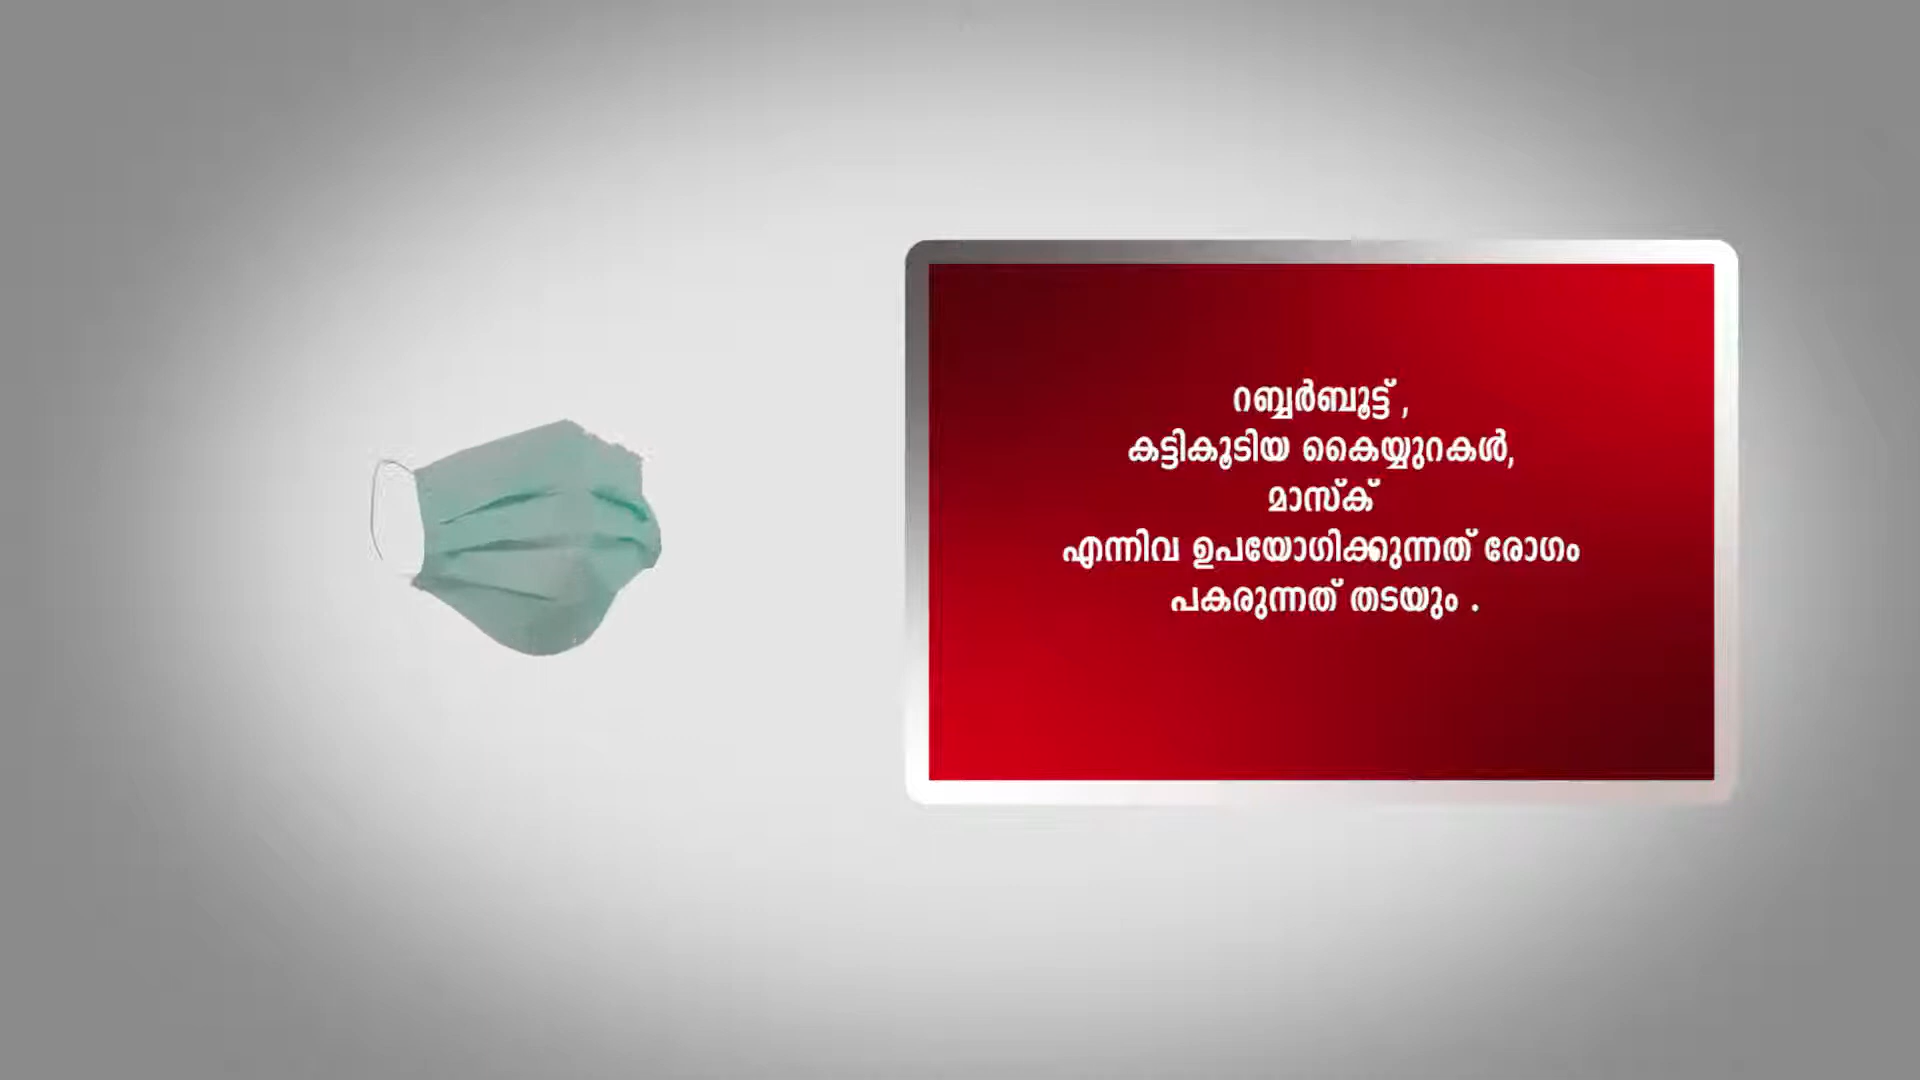 റബ്ബർബൂട്ട് ,
കട്ടികൂടിയ കൈയ്യുറകൾ,
മാസ്ക്
എന്നിവ ഉപയോഗിക്കുന്നത് രോഗം
പകരുന്നത് തടയും .